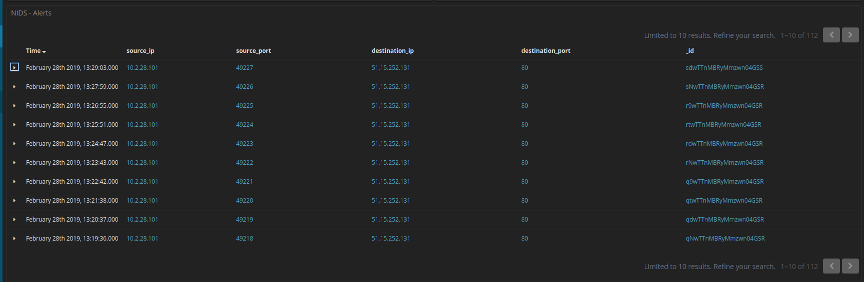 NIDS - Alerts
Limited to 10 results. Refine your search. 1–10 of 112
Time source_ip source_port destination_ip destination_port _id
February 28th 2019, 13:29:03.000 10.2.28.101 49227 51.15.252.131 80 sdwTTnMBRyMmzwn04GSS
February 28th 2019, 13:27:59.000 10.2.28.101 49226 51.15.252.131 80 sNwTTnMBRyMmzwn04GSR
February 28th 2019, 13:26:55.000 10.2.28.101 49225 51.15.252.131 80 r9wTTnMBRyMmzwn04GSR
February 28th 2019, 13:25:51.000 10.2.28.101 49224 51.15.252.131 80 rtwTTnMBRyMmzwn04GSR
February 28th 2019, 13:24:47.000 10.2.28.101 49223 51.15.252.131 80 rdwTTnMBRyMmzwn04GSR
February 28th 2019, 13:23:43.000 10.2.28.101 49222 51.15.252.131 80 rNwTTnMBRyMmzwn04GSR
February 28th 2019, 13:22:42.000 10.2.28.101 49221 51.15.252.131 80 q9wTTnMBRyMmzwn04GSR
February 28th 2019, 13:21:38.000 10.2.28.101 49220 51.15.252.131 80 qtwTTnMBRyMmzwn04GSR
February 28th 2019, 13:20:37.000 10.2.28.101 49219 51.15.252.131 80 qdwTTnMBRyMmzwn04GSR
February 28th 2019, 13:19:36.000 10.2.28.101 49218 51.15.252.131 80 qNwTTnMBRyMmzwn04GSR
Limited to 10 results. Refine your search. 1–10 of 112